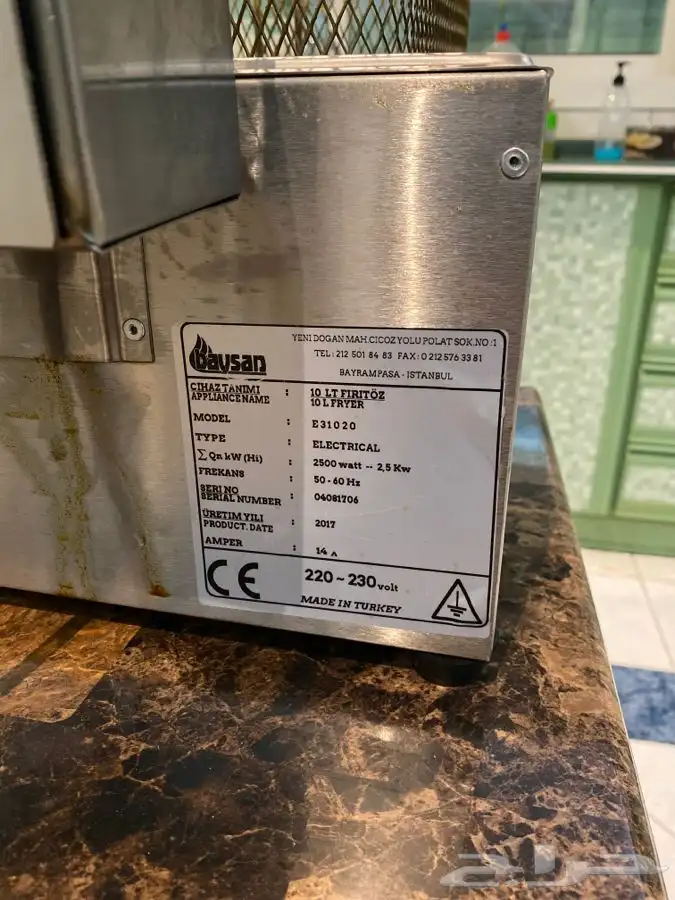 Baysan
YENİ DOGAN MAH.CICOZ YOLU POLAT SOK.NO :1
TEL: 212 501 84 83 FAX: 0 212 576 33 81
BAYRAMPASA - ISTANBUL
CİHAZ TANIMI : 10 LT FIRITÖZ
APPLIANCE NAME 10 L FRYER
MODEL : E31020
TYPE : ELECTRICAL
∑ Qn kW (Hi) : 2500 watt -- 2,5 Kw
FREKANS : 50 - 60 Hz
SERI NO
SERIAL NUMBER : 04081706
ÜRETIM YILI
PRODUCT. DATE : 2017
AMPER : 14 A
CE 220 ~ 230 volt
MADE IN TURKEY
حراج